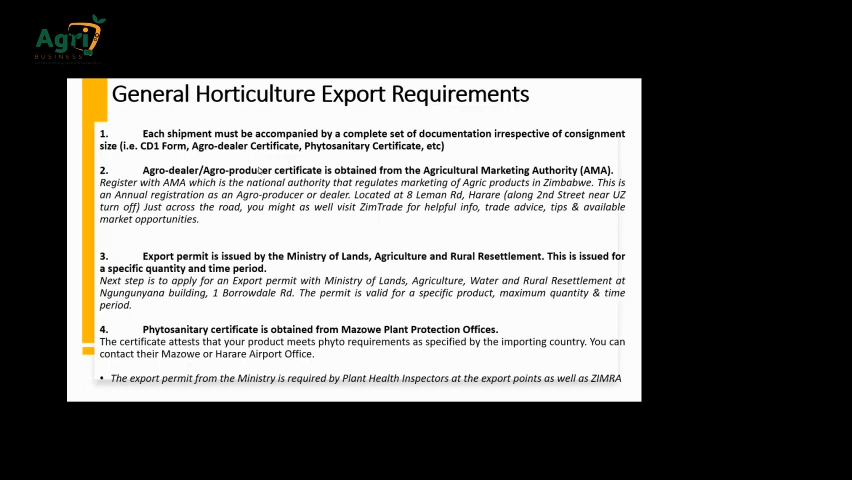 Agri
BUSINESS
General Horticulture Export Requirements
1. Each shipment must be accompanied by a complete set of documentation irrespective of consignment
size (i.e. CD1 Form, Agro-dealer Certificate, Phytosanitary Certificate, etc)
2. Agro-dealer/Agro-producer certificate is obtained from the Agricultural Marketing Authority (AMA).
Register with AMA which is the national authority that regulates marketing of Agric products in Zimbabwe. This is
an Annual registration as an Agro-producer or dealer. Located at 8 Leman Rd, Harare (along 2nd Street near UZ
turn off) Just across the road, you might as well visit ZimTrade for helpful info, trade advice, tips & available
market opportunities.
3. Export permit is issued by the Ministry of Lands, Agriculture and Rural Resettlement. This is issued for
a specific quantity and time period.
Next step is to apply for an Export permit with Ministry of Lands, Agriculture, Water and Rural Resettlement at
Ngungunyana building, 1 Borrowdale Rd. The permit is valid for a specific product, maximum quantity & time
period.
4. Phytosanitary certificate is obtained from Mazowe Plant Protection Offices.
The certificate attests that your product meets phyto requirements as specified by the importing country. You can
contact their Mazowe or Harare Airport Office.
• The export permit from the Ministry is required by Plant Health Inspectors at the export points as well as ZIMRA